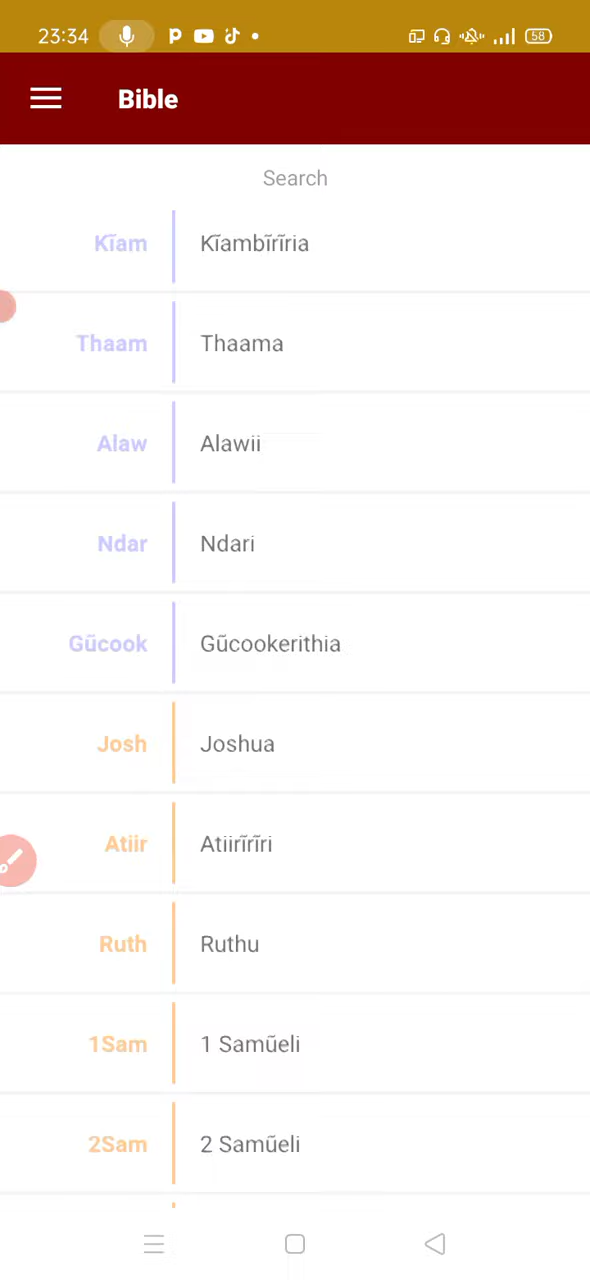 23:34 58
Bible
Search
Kĩam Kĩambĩrĩria
Thaam Thaama
Alaw Alawii
Ndar Ndari
Gũcook Gũcookerithia
Josh Joshua
Atiir Atiirĩrĩri
Ruth Ruthu
1Sam 1 Samũeli
2Sam 2 Samũeli